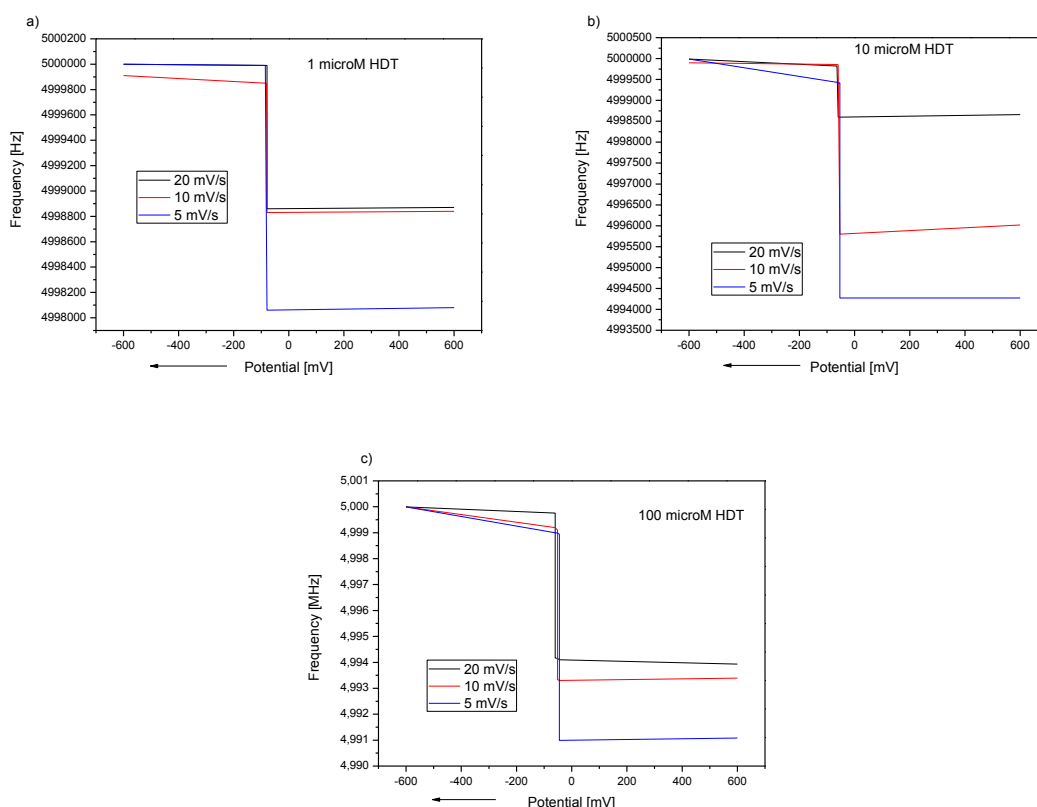 a)
1 microM HDT
Frequency [Hz]
5000200
5000000
4999800
4999600
4999400
4999200
4999000
4998800
4998600
4998400
4998200
4998000
20 mV/s
10 mV/s
5 mV/s
-600 -400 -200 0 200 400 600
Potential [mV]
b)
10 microM HDT
Frequency [Hz]
5000500
5000000
4999500
4999000
4998500
4998000
4997500
4997000
4996500
4996000
4995500
4995000
4994500
4994000
4993500
20 mV/s
10 mV/s
5 mV/s
-600 -400 -200 0 200 400 600
Potential [mV]
c)
100 microM HDT
Frequency [MHz]
5,001
5,000
4,999
4,998
4,997
4,996
4,995
4,994
4,993
4,992
4,991
4,990
20 mV/s
10 mV/s
5 mV/s
-600 -400 -200 0 200 400 600
Potential [mV]